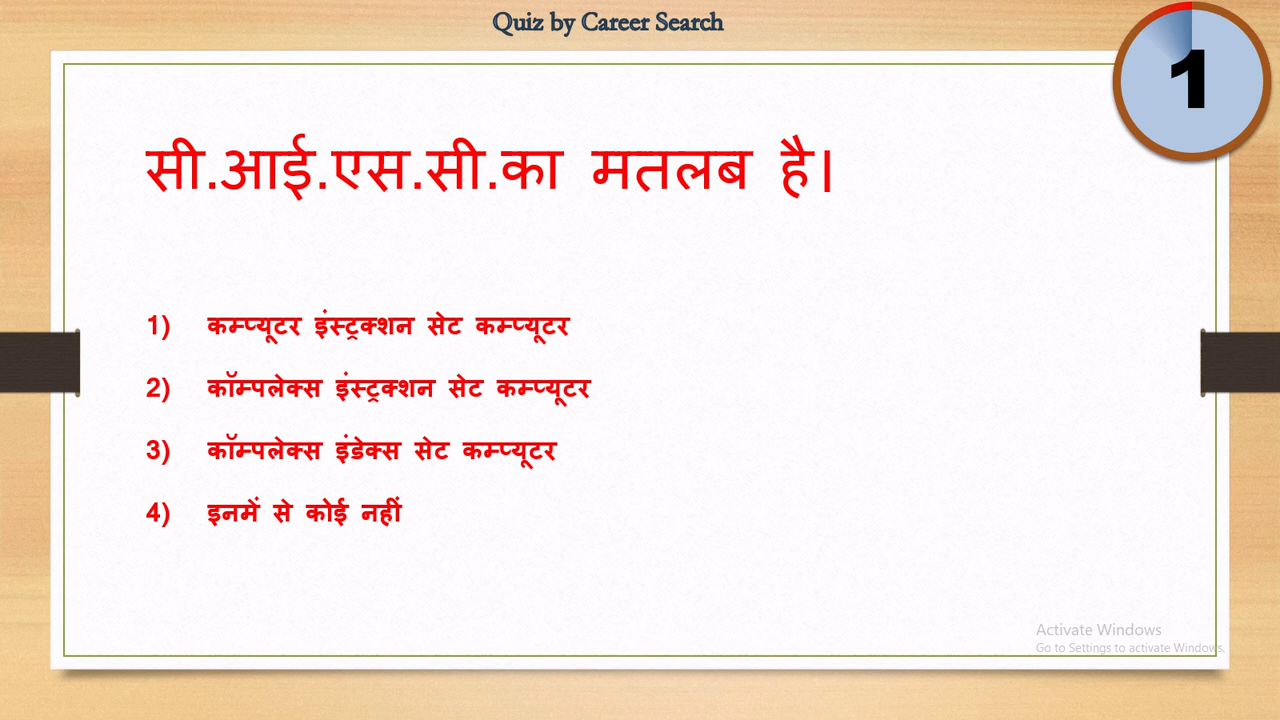 Quiz by Career Search
1
सी.आई.एस.सी.का मतलब है।
1) कम्प्यूटर इंस्ट्रक्शन सेट कम्प्यूटर
2) कॉम्पलेक्स इंस्ट्रक्शन सेट कम्प्यूटर
3) कॉम्पलेक्स इंडेक्स सेट कम्प्यूटर
4) इनमें से कोई नहीं
Activate Windows
Go to Settings to activate Windows.